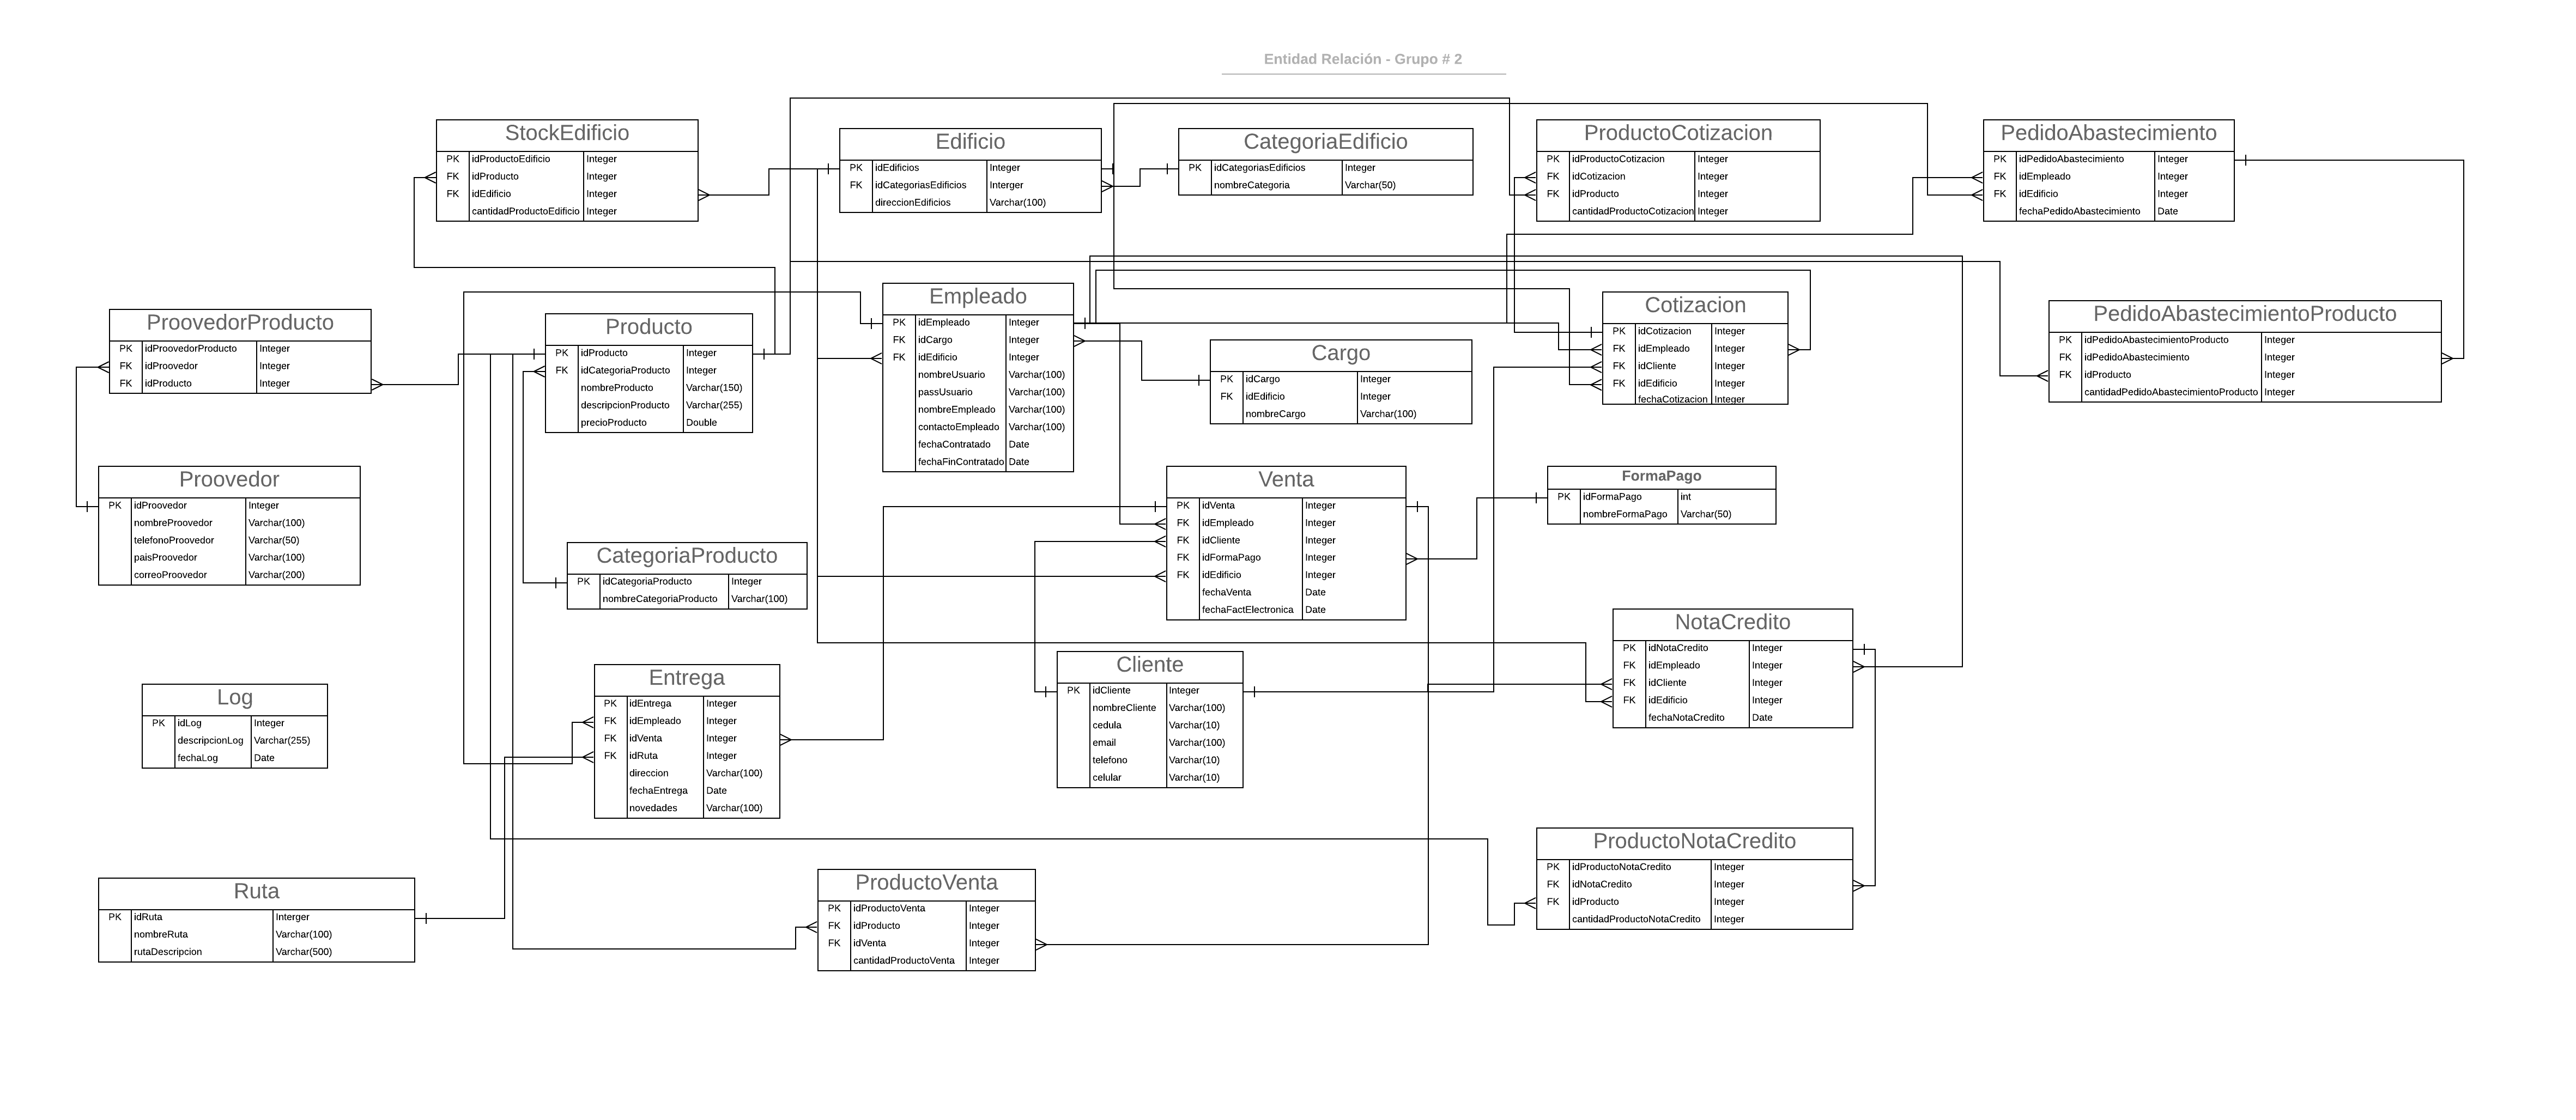 Entidad Relación - Grupo # 2
StockEdificio
PK idProductoEdificio Integer
FK idProducto Integer
FK idEdificio Integer
cantidadProductoEdificio Integer
Edificio
PK idEdificios Integer
FK idCategoriasEdificios Interger
direccionEdificios Varchar(100)
CategoriaEdificio
PK idCategoriasEdificios Integer
nombreCategoria Varchar(50)
ProductoCotizacion
PK idProductoCotizacion Integer
FK idCotizacion Integer
FK idProducto Integer
cantidadProductoCotizacion Integer
PedidoAbastecimiento
PK idPedidoAbastecimiento Integer
FK idEmpleado Integer
FK idEdificio Integer
fechaPedidoAbastecimiento Date
ProovedorProducto
PK idProovedorProducto Integer
FK idProovedor Integer
FK idProducto Integer
Producto
PK idProducto Integer
FK idCategoriaProducto Integer
nombreProducto Varchar(150)
descripcionProducto Varchar(255)
precioProducto Double
Empleado
PK idEmpleado Integer
FK idCargo Integer
FK idEdificio Integer
nombreUsuario Varchar(100)
passUsuario Varchar(100)
nombreEmpleado Varchar(100)
contactoEmpleado Varchar(100)
fechaContratado Date
fechaFinContratado Date
Cargo
PK idCargo Integer
FK idEdificio Integer
nombreCargo Varchar(100)
Cotizacion
PK idCotizacion Integer
FK idEmpleado Integer
FK idCliente Integer
FK idEdificio Integer
fechaCotizacion Integer
PedidoAbastecimientoProducto
PK idPedidoAbastecimientoProducto Integer
FK idPedidoAbastecimiento Integer
FK idProducto Integer
cantidadPedidoAbastecimientoProducto Integer
Proovedor
PK idProovedor Integer
nombreProovedor Varchar(100)
telefonoProovedor Varchar(50)
paisProovedor Varchar(100)
correoProovedor Varchar(200)
CategoriaProducto
PK idCategoriaProducto Integer
nombreCategoriaProducto Varchar(100)
Venta
PK idVenta Integer
FK idEmpleado Integer
FK idCliente Integer
FK idFormaPago Integer
FK idEdificio Integer
fechaVenta Date
fechaFactElectronica Date
FormaPago
PK idFormaPago int
nombreFormaPago Varchar(50)
Log
PK idLog Integer
descripcionLog Varchar(255)
fechaLog Date
Entrega
PK idEntrega Integer
FK idEmpleado Integer
FK idVenta Integer
FK idRuta Integer
direccion Varchar(100)
fechaEntrega Date
novedades Varchar(100)
Cliente
PK idCliente Integer
nombreCliente Varchar(100)
cedula Varchar(10)
email Varchar(100)
telefono Varchar(10)
celular Varchar(10)
NotaCredito
PK idNotaCredito Integer
FK idEmpleado Integer
FK idCliente Integer
FK idEdificio Integer
fechaNotaCredito Date
Ruta
PK idRuta Interger
nombreRuta Varchar(100)
rutaDescripcion Varchar(500)
ProductoVenta
PK idProductoVenta Integer
FK idProducto Integer
FK idVenta Integer
cantidadProductoVenta Integer
ProductoNotaCredito
PK idProductoNotaCredito Integer
FK idNotaCredito Integer
FK idProducto Integer
cantidadProductoNotaCredito Integer